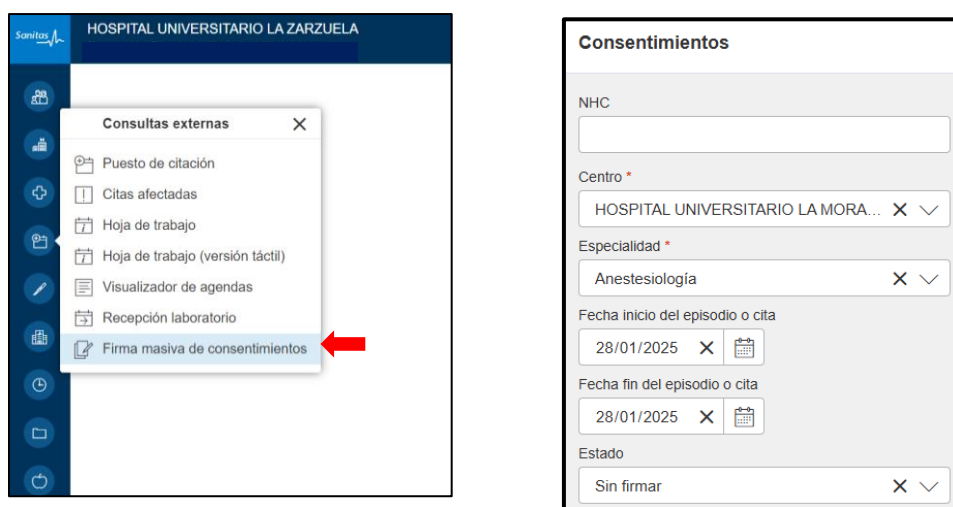 Sanitas
HOSPITAL UNIVERSITARIO LA ZARZUELA
Consultas externas
Puesto de citación
Citas afectadas
Hoja de trabajo
Hoja de trabajo (versión táctil)
Visualizador de agendas
Recepción laboratorio
Firma masiva de consentimientos
Consentimientos
NHC
Centro *
HOSPITAL UNIVERSITARIO LA MORA...
Especialidad *
Anestesiología
Fecha inicio del episodio o cita
28/01/2025
Fecha fin del episodio o cita
28/01/2025
Estado
Sin firmar